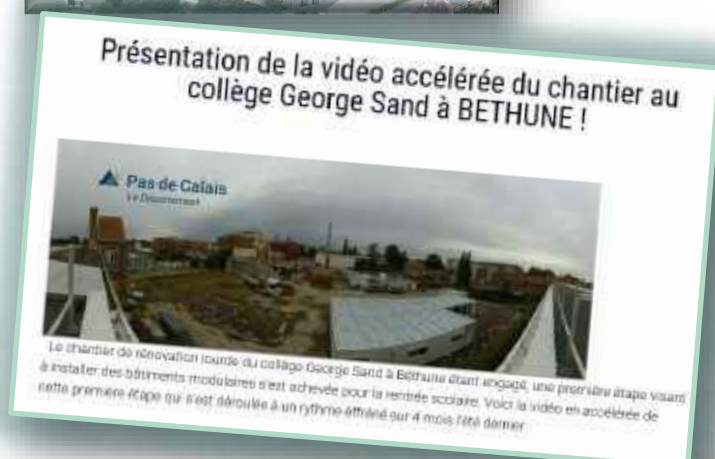 Présentation de la vidéo accélérée du chantier au
collège George Sand à BETHUNE !
Pas-de-Calais
Le Département
Le chantier de rénovation lourde du collège George Sand à Béthune étant engagé, une première étape visant
à installer des bâtiments modulaires s'est achevée pour la rentrée scolaire. Voici la vidéo en accélérée de
cette première étape qui s'est déroulée à un rythme effréné sur 4 mois l'été dernier